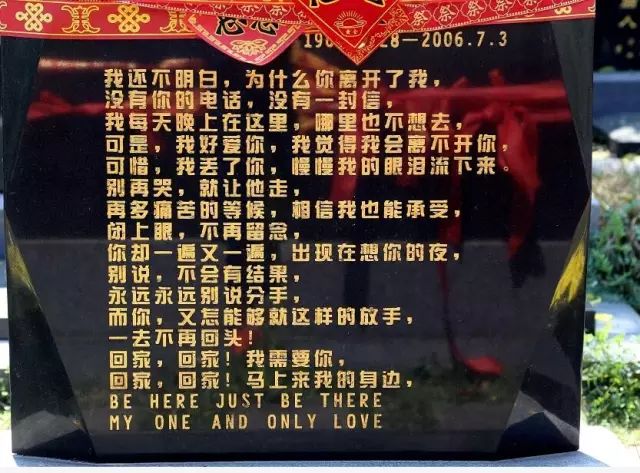 我还不明白，为什么你离开了我，
没有你的电话，没有一封信，
我每天晚上在这里，哪里也不想去，
可是，我好爱你，我觉得我会离不开你，
可惜，我丢了你，慢慢我的眼泪流下来。
别再哭，就让他走，
再多痛苦的等候，相信我也能承受，
闭上眼，不再留念，
你却一遍又一遍，出现在想你的夜，
别说，不会有结果，
永远永远别说分手，
而你，又怎能够就这样的放手，
一去不再回头！
回家，回家！我需要你，
回家，回家！马上来我的身边，
BE HERE JUST BE THERE
MY ONE AND ONLY LOVE